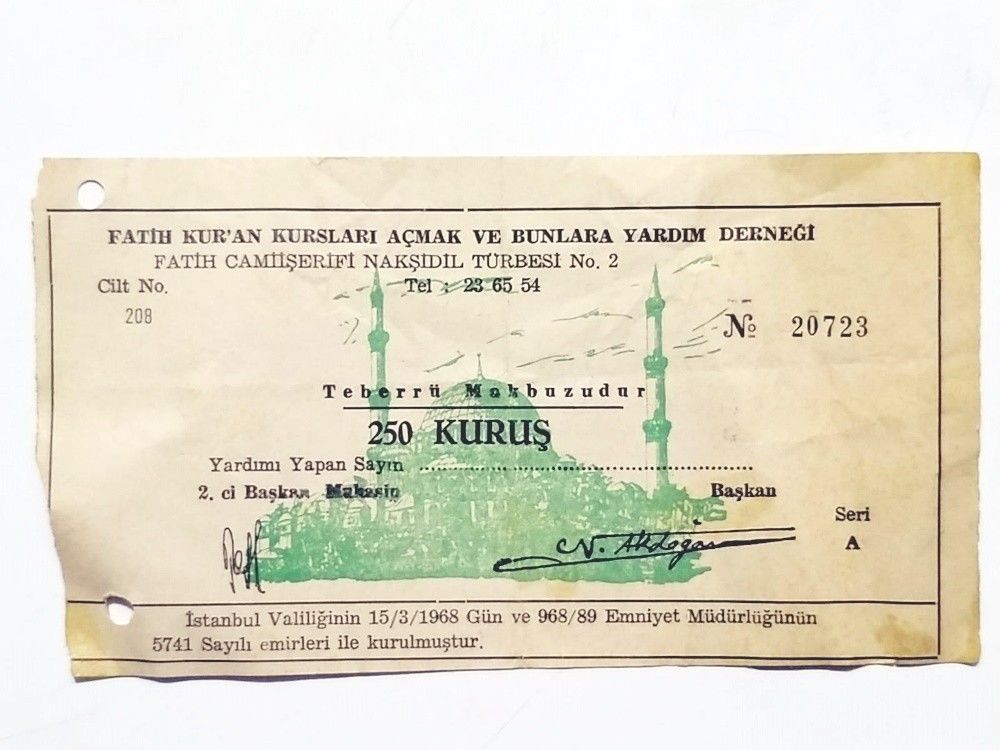 FATİH KUR'AN KURSLARI AÇMAK VE BUNLARA YARDIM DERNEĞİ
FATİH CAMİİŞERİFİ NAKŞİDİL TÜRBESİ No. 2
Cilt No. Tel : 23 65 54
208
№ 20723
Teberrü Makbuzudur
250 KURUŞ
Yardımı Yapan Sayın ..........
2. ci Başkan Başkan
Seri
A
N. Akdoğan
İstanbul Valiliğinin 15/3/1968 Gün ve 968/89 Emniyet Müdürlüğünün
5741 Sayılı emirleri ile kurulmuştur.